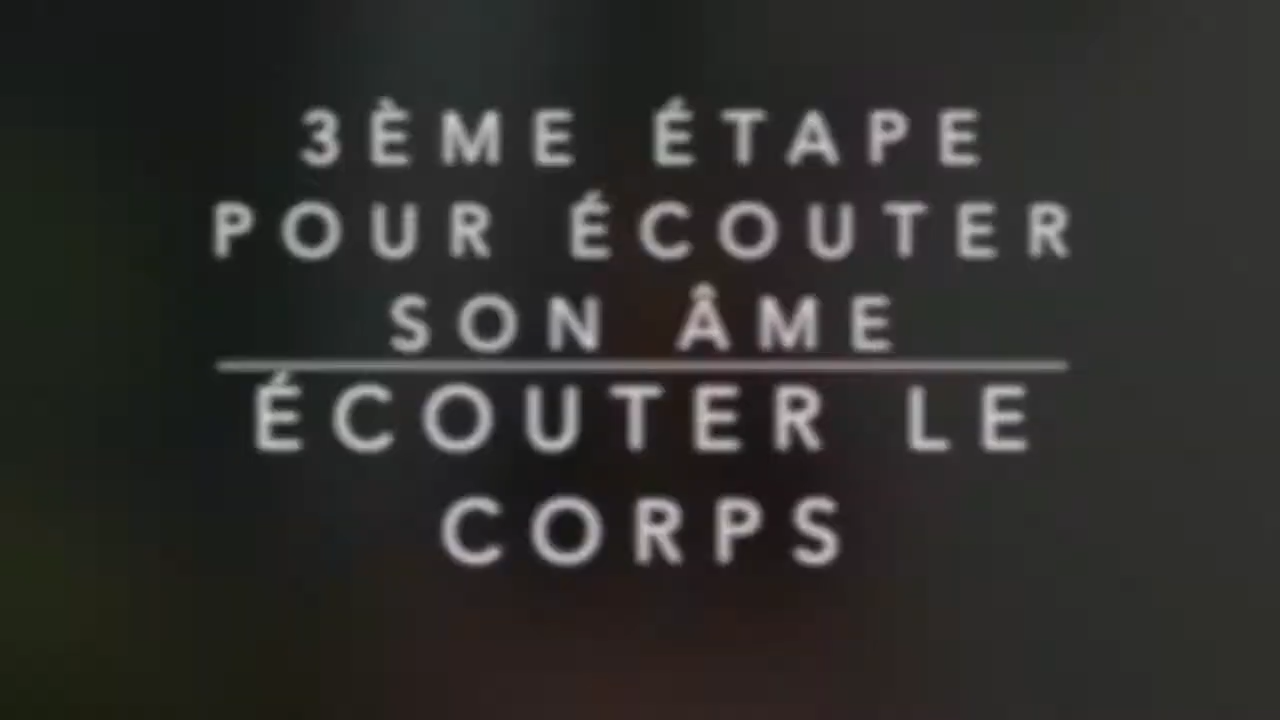 3ÈME ÉTAPE
POUR ÉCOUTER
SON ÂME
ÉCOUTER LE
CORPS